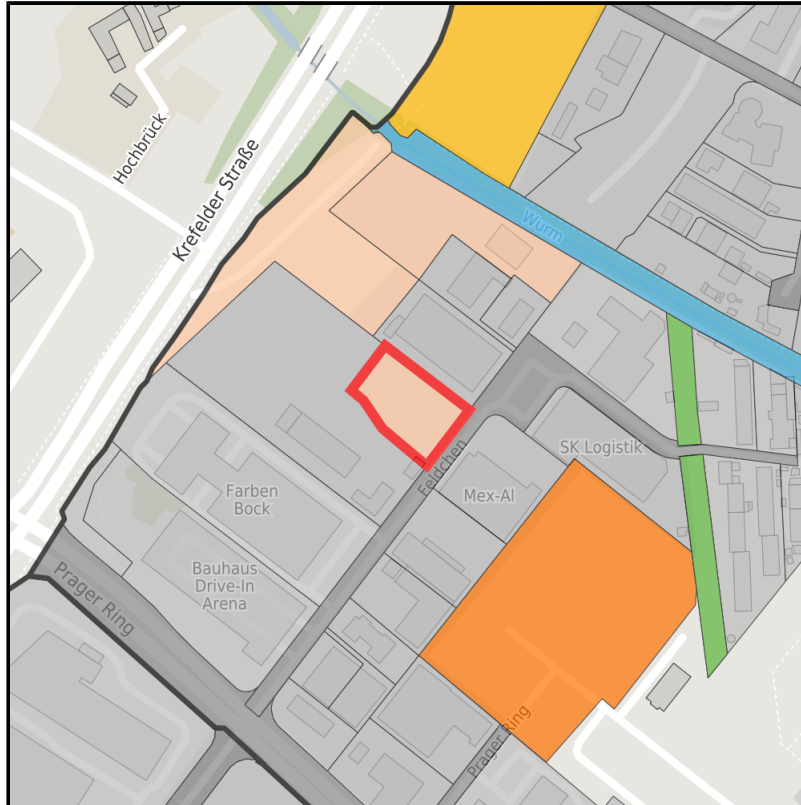 Hochbrück
Krefelder Straße
Wurm
Feldchen
SK Logistik
Mex-Al
Farben
Bock
Bauhaus
Drive-In
Arena
Prager Ring
Prager Ring